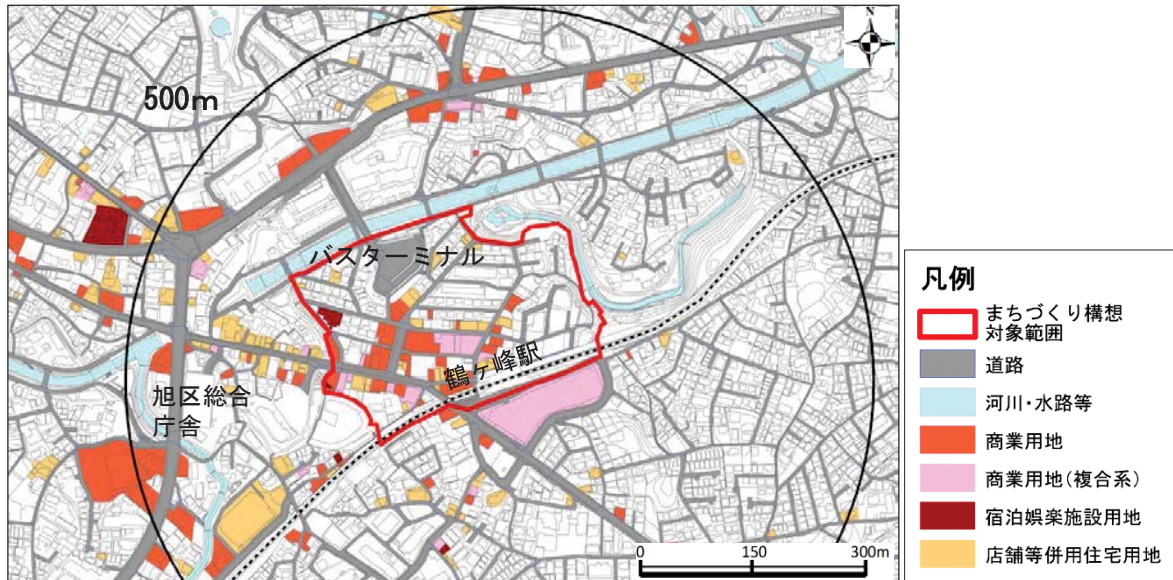 N
500m
バスターミナル
鶴ヶ峰駅
旭区総合
庁舎
0 150 300m
凡例
まちづくり構想
対象範囲
道路
河川・水路等
商業用地
商業用地(複合系)
宿泊娯楽施設用地
店舗等併用住宅用地